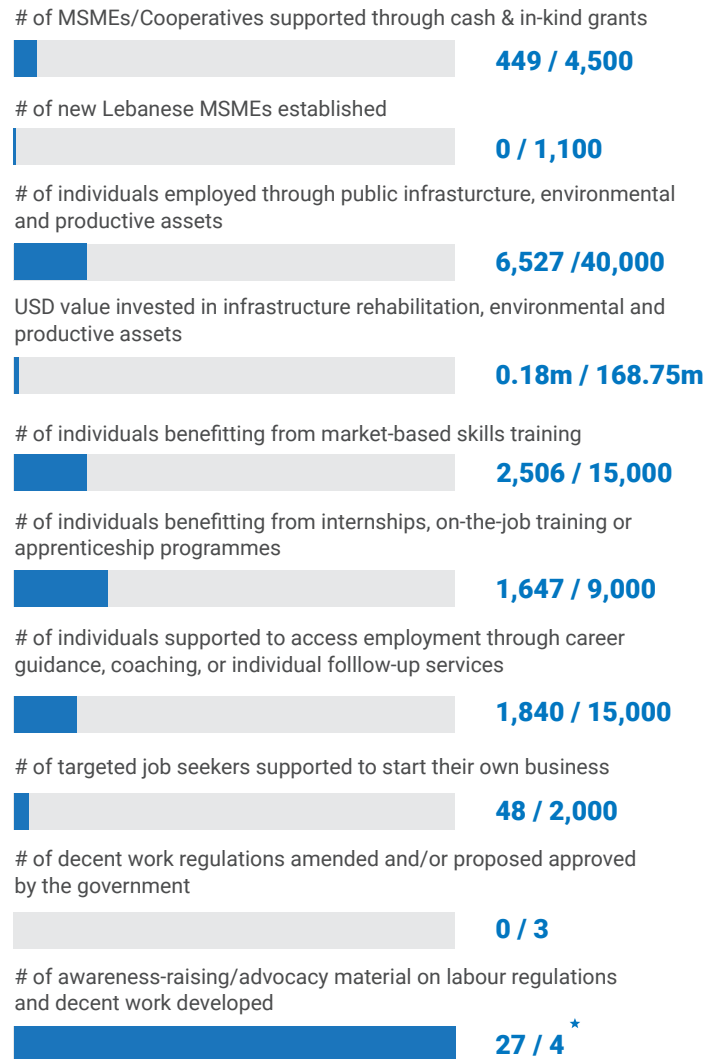 # of MSMEs/Cooperatives supported through cash & in-kind grants
449 / 4,500
# of new Lebanese MSMEs established
0 / 1,100
# of individuals employed through public infrasturcture, environmental
and productive assets
6,527 /40,000
USD value invested in infrastructure rehabilitation, environmental and
productive assets
0.18m / 168.75m
# of individuals benefitting from market-based skills training
2,506 / 15,000
# of individuals benefitting from internships, on-the-job training or
apprenticeship programmes
1,647 / 9,000
# of individuals supported to access employment through career
guidance, coaching, or individual folllow-up services
1,840 / 15,000
# of targeted job seekers supported to start their own business
48 / 2,000
# of decent work regulations amended and/or proposed approved
by the government
0 / 3
# of awareness-raising/advocacy material on labour regulations
and decent work developed
27 / 4*